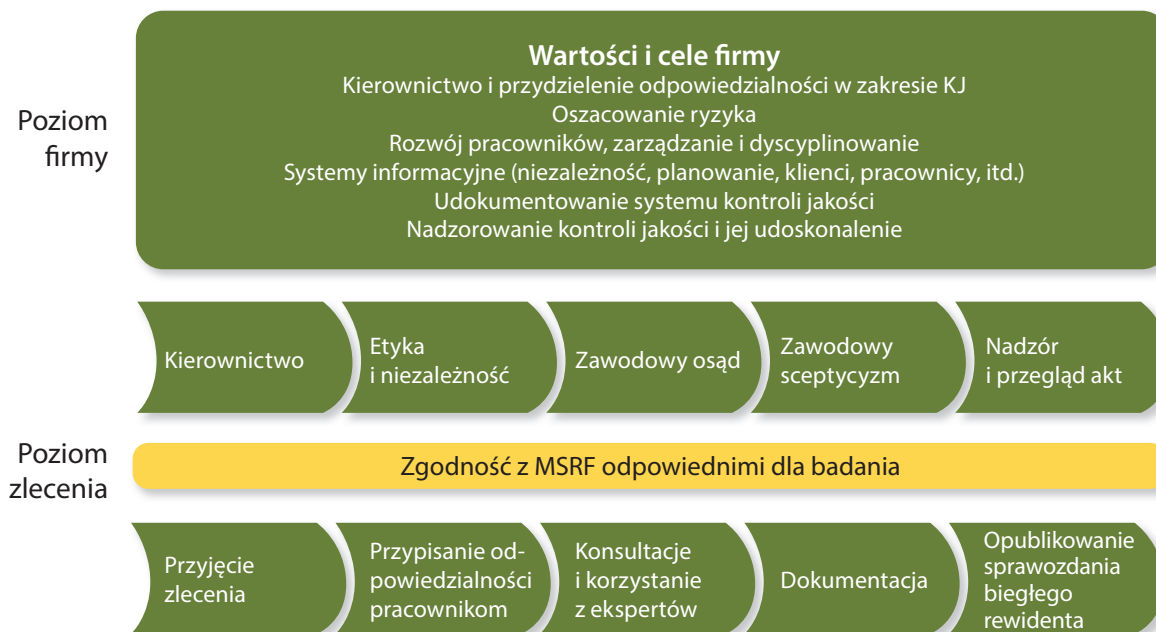 Poziom
firmy
Wartości i cele firmy
Kierownictwo i przydzielenie odpowiedzialności w zakresie KJ
Oszacowanie ryzyka
Rozwój pracowników, zarządzanie i dyscyplinowanie
Systemy informacyjne (niezależność, planowanie, klienci, pracownicy, itd.)
Udokumentowanie systemu kontroli jakości
Nadzorowanie kontroli jakości i jej udoskonalenie
Kierownictwo
Etyka
i niezależność
Zawodowy osąd
Zawodowy
sceptycyzm
Nadzór
i przegląd akt
Poziom
zlecenia
Zgodność z MSRF odpowiednimi dla badania
Przyjęcie
zlecenia
Przypisanie od-
powiedzialności
pracownikom
Konsultacje
i korzystanie
z ekspertów
Dokumentacja
Opublikowanie
sprawozdania
biegłego
rewidenta